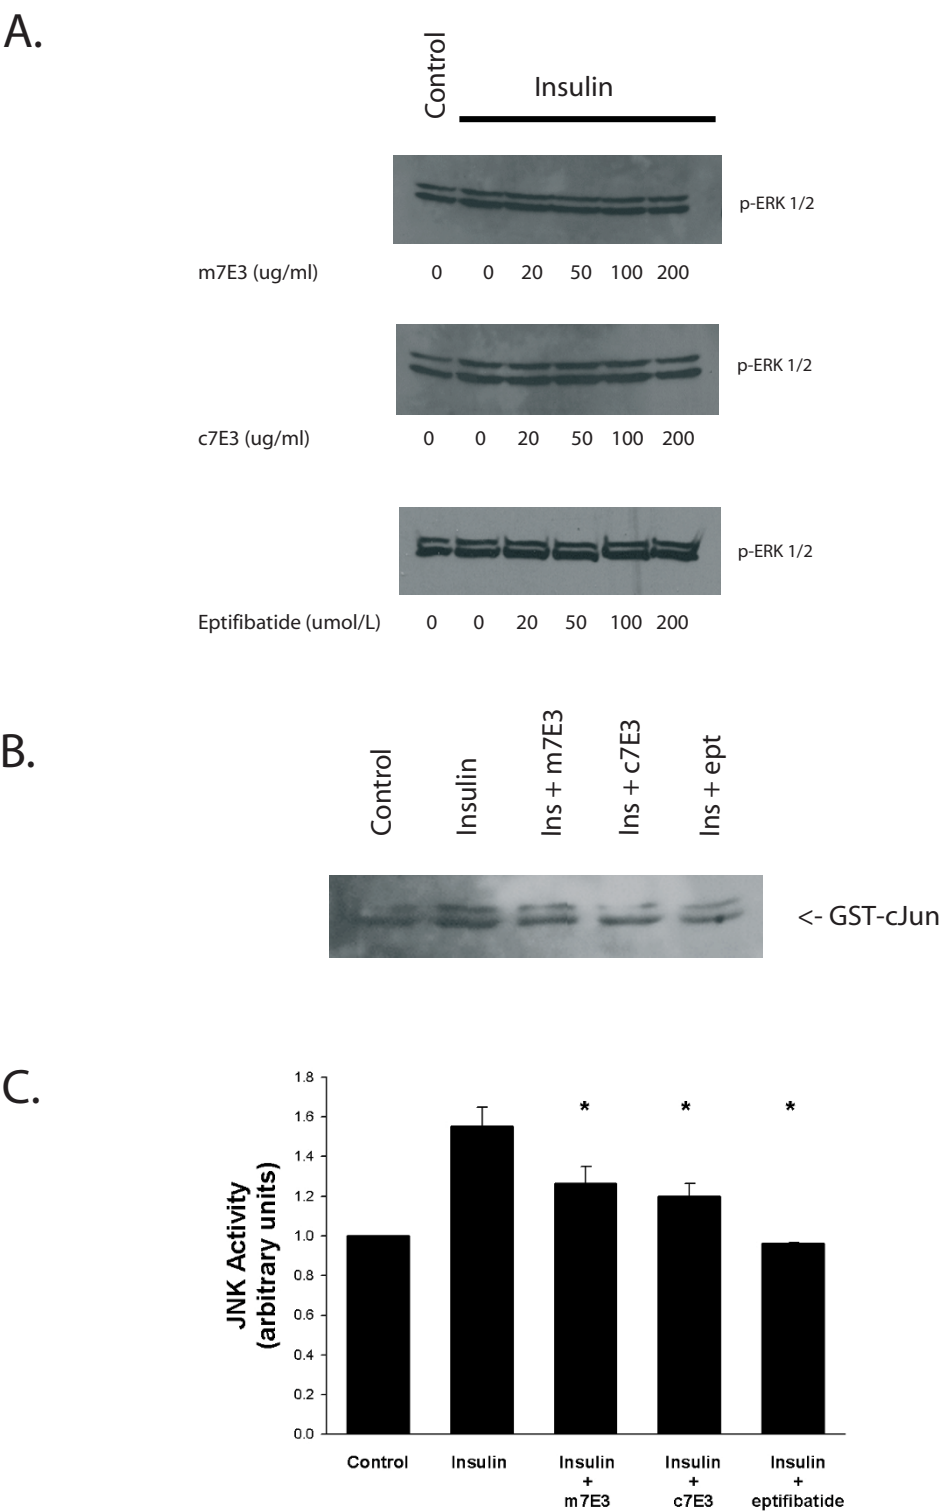 A.
Control
Insulin
p-ERK 1/2
m7E3 (ug/ml) 0 0 20 50 100 200
p-ERK 1/2
c7E3 (ug/ml) 0 0 20 50 100 200
p-ERK 1/2
Eptifibatide (umol/L) 0 0 20 50 100 200
B.
Control
Insulin
Ins + m7E3
Ins + c7E3
Ins + ept
<- GST-cJun
C.
JNK Activity
(arbitrary units)
1.8
1.6
1.4
1.2
1.0
0.8
0.6
0.4
0.2
0.0
* * *
Control Insulin Insulin Insulin Insulin
+ + +
m7E3 c7E3 eptifibatide